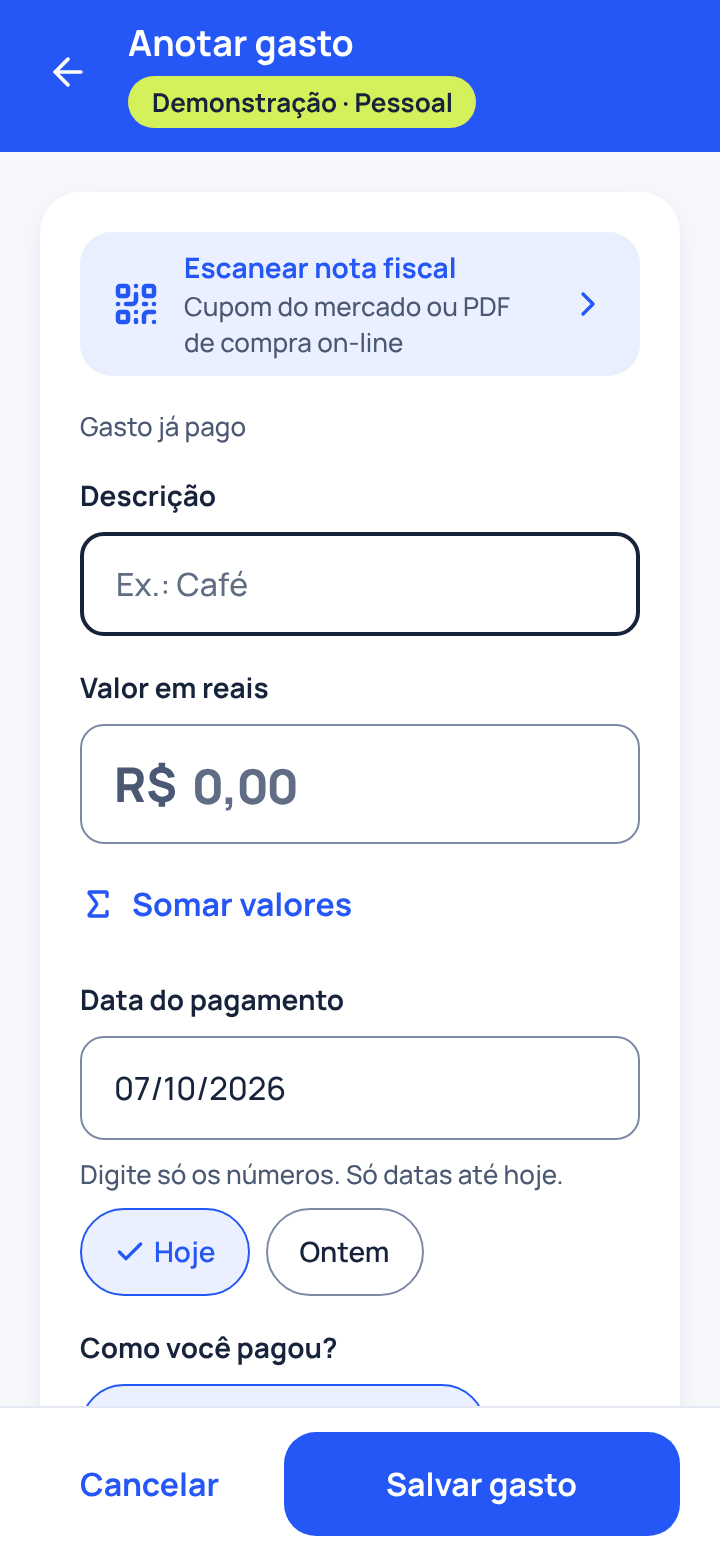 Anotar gasto
Demonstração · Pessoal
Escanear nota fiscal
Cupom do mercado ou PDF
de compra on-line
Gasto já pago
Descrição
Ex.: Café
Valor em reais
R$ 0,00
Σ Somar valores
Data do pagamento
07/10/2026
Digite só os números. Só datas até hoje.
Hoje
Ontem
Como você pagou?
Cancelar
Salvar gasto